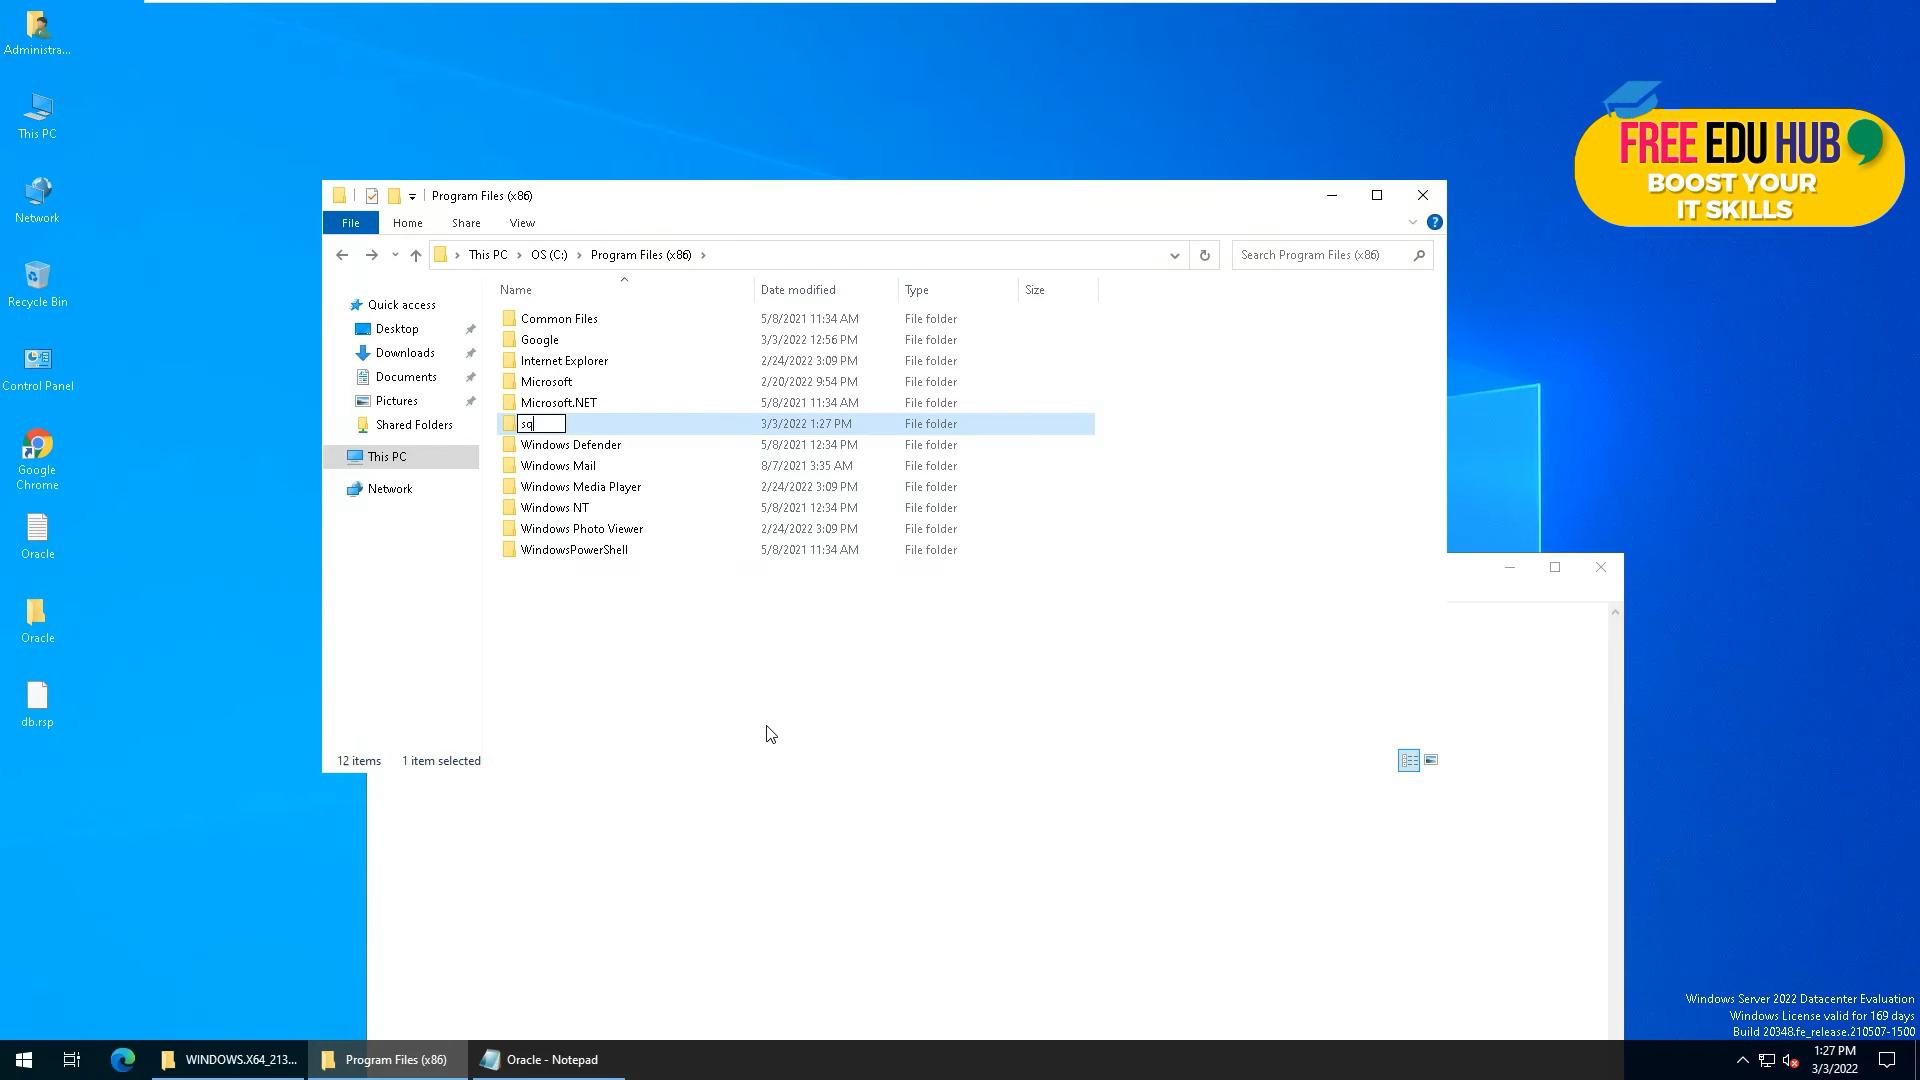 Administra...
This PC
Network
Recycle Bin
Control Panel
Google
Chrome
Oracle
Oracle
db.rsp
FREE EDU HUB
BOOST YOUR
IT SKILLS
Program Files (x86)
File Home Share View
This PC OS (C:) Program Files (x86)
Search Program Files (x86)
Quick access
Desktop
Downloads
Documents
Pictures
Shared Folders
This PC
Network
Name Date modified Type Size
Common Files 5/8/2021 11:34 AM File folder
Google 3/3/2022 12:56 PM File folder
Internet Explorer 2/24/2022 3:09 PM File folder
Microsoft 2/20/2022 9:54 PM File folder
Microsoft.NET 5/8/2021 11:34 AM File folder
sq 3/3/2022 1:27 PM File folder
Windows Defender 5/8/2021 12:34 PM File folder
Windows Mail 8/7/2021 3:35 AM File folder
Windows Media Player 2/24/2022 3:09 PM File folder
Windows NT 5/8/2021 12:34 PM File folder
Windows Photo Viewer 2/24/2022 3:09 PM File folder
WindowsPowerShell 5/8/2021 11:34 AM File folder
12 items 1 item selected
Windows Server 2022 Datacenter Evaluation
Windows License valid for 169 days
Build 20348.fe_release.210507-1500
WINDOWS.X64_213... Program Files (x86) Oracle - Notepad
1:27 PM
3/3/2022